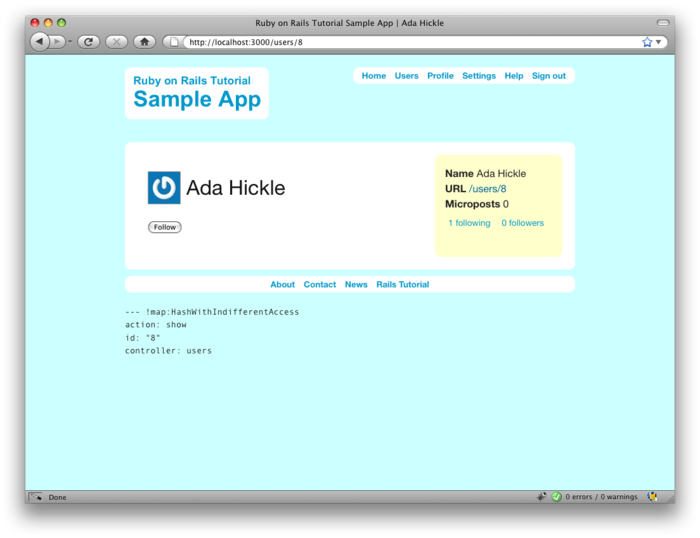 Ruby on Rails Tutorial Sample App | Ada Hickle
http://localhost:3000/users/8
Ruby on Rails Tutorial
Sample App
Home Users Profile Settings Help Sign out
Ada Hickle
Follow
Name Ada Hickle
URL /users/8
Microposts 0
1 following 0 followers
About Contact News Rails Tutorial
--- !map:HashWithIndifferentAccess
action: show
id: "8"
controller: users
Done
0 errors / 0 warnings